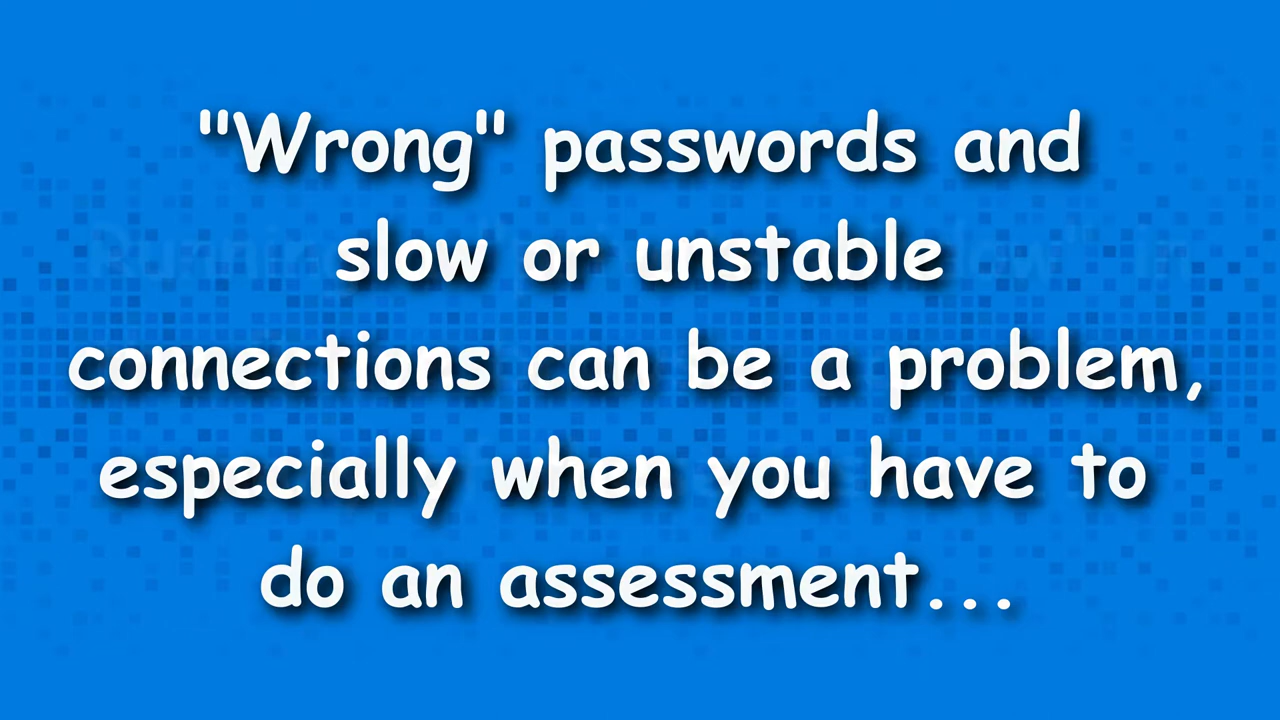 "Wrong" passwords and
slow or unstable
connections can be a problem,
especially when you have to
do an assessment...